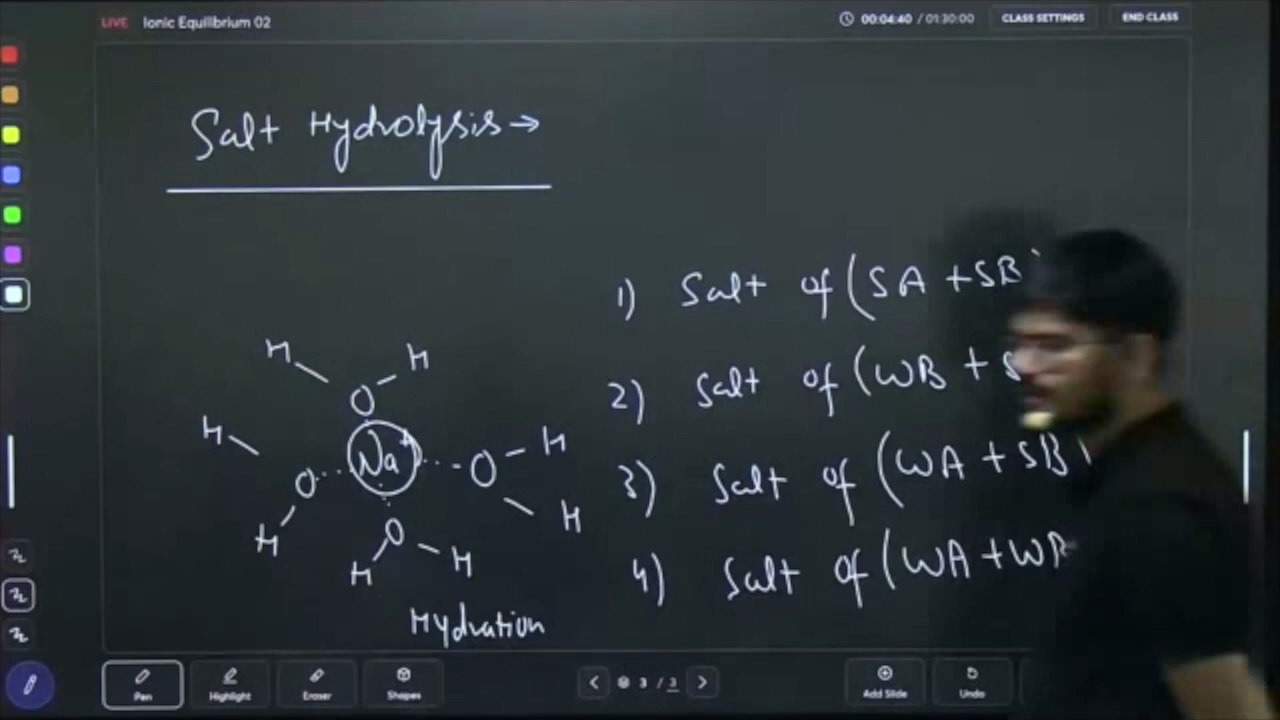 LIVE Ionic Equilibrium 02
00:04:40 / 01:30:00 CLASS SETTINGS END CLASS
Salt Hydrolysis →
1) Salt of (SA + SB)
2) Salt of (WB + S
3) Salt of (WA + SB)
4) Salt of (WA + WB
H H
O
H
Na+
O O H
H H
O
H H
Hydration
Pen Highlight Eraser Shapes
3 / 3
Add Slide Undo